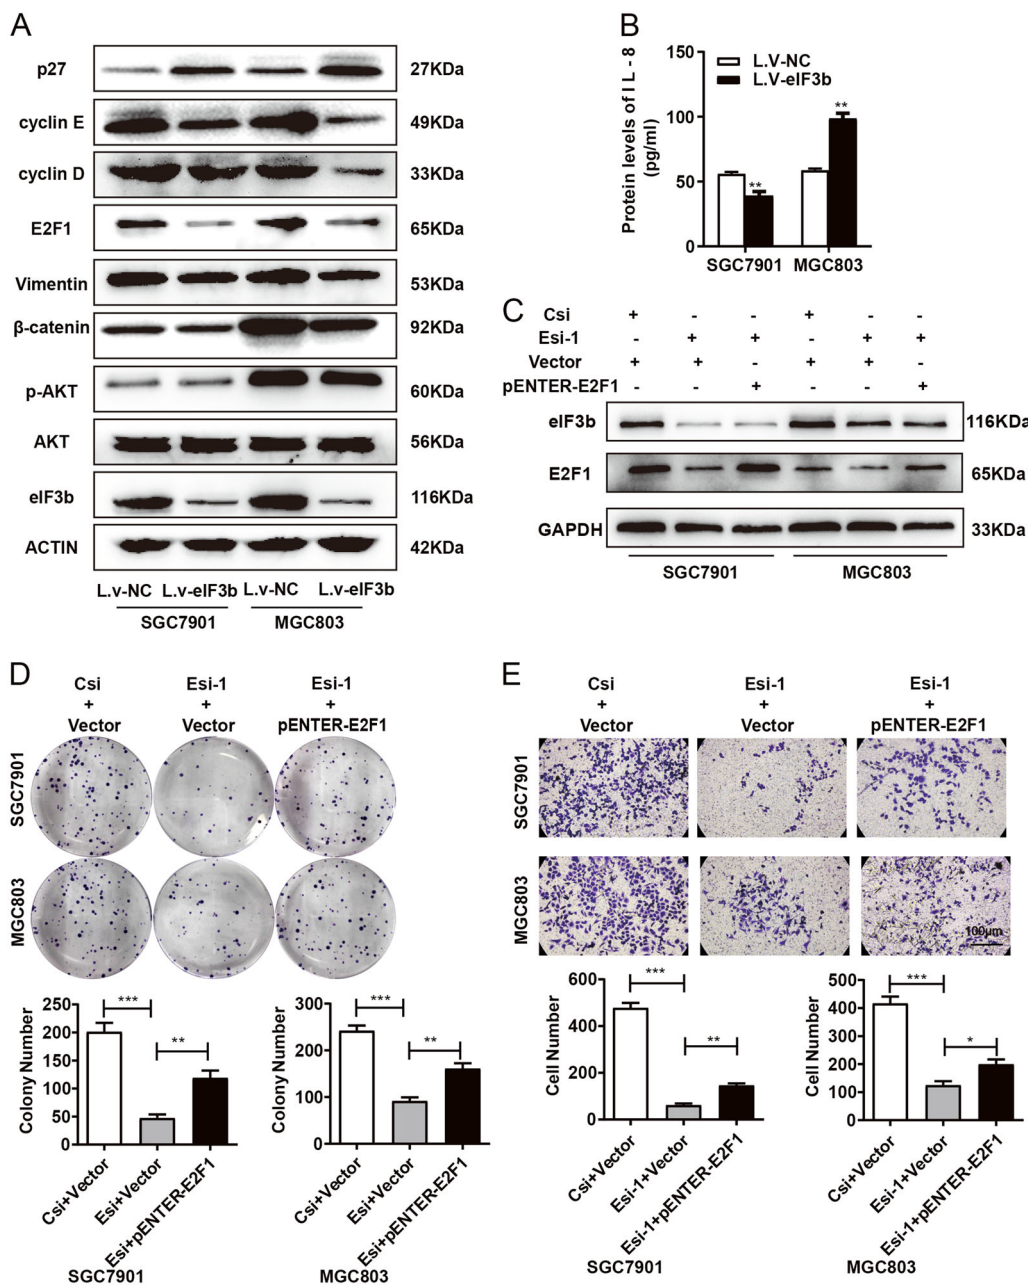 A
p27
27KDa
cyclin E
49KDa
cyclin D
33KDa
E2F1
65KDa
Vimentin
53KDa
β-catenin
92KDa
p-AKT
60KDa
AKT
56KDa
eIF3b
116KDa
ACTIN
42KDa
L.v-NC L.v-eIF3b L.v-NC L.v-eIF3b
SGC7901 MGC803
B
Protein levels of I L - 8
(pg/ml)
150
100
50
0
L.V-NC
L.V-eIF3b
**
**
SGC7901 MGC803
C
Csi + - - + - -
Esi-1 - + + - + +
Vector + + - + + -
pENTER-E2F1 - - + - - +
eIF3b 116KDa
E2F1 65KDa
GAPDH 33KDa
SGC7901 MGC803
D
Csi Esi-1 Esi-1
+ + +
Vector Vector pENTER-E2F1
SGC7901
MGC803
Colony Number
250
200
150
100
50
0
***
**
Csi+Vector
Esi+Vector
Esi+pENTER-E2F1
SGC7901
Colony Number
300
200
100
0
***
**
Csi+Vector
Esi+Vector
Esi+pENTER-E2F1
MGC803
E
Csi Esi-1 Esi-1
+ + +
Vector Vector pENTER-E2F1
SGC7901
MGC803
100um
Cell Number
600
400
200
0
***
**
Csi+Vector
Esi-1+Vector
Esi-1+pENTER-E2F1
SGC7901
Cell Number
500
400
300
200
100
0
***
*
Csi+Vector
Esi-1+Vector
Esi-1+pENTER-E2F1
MGC803